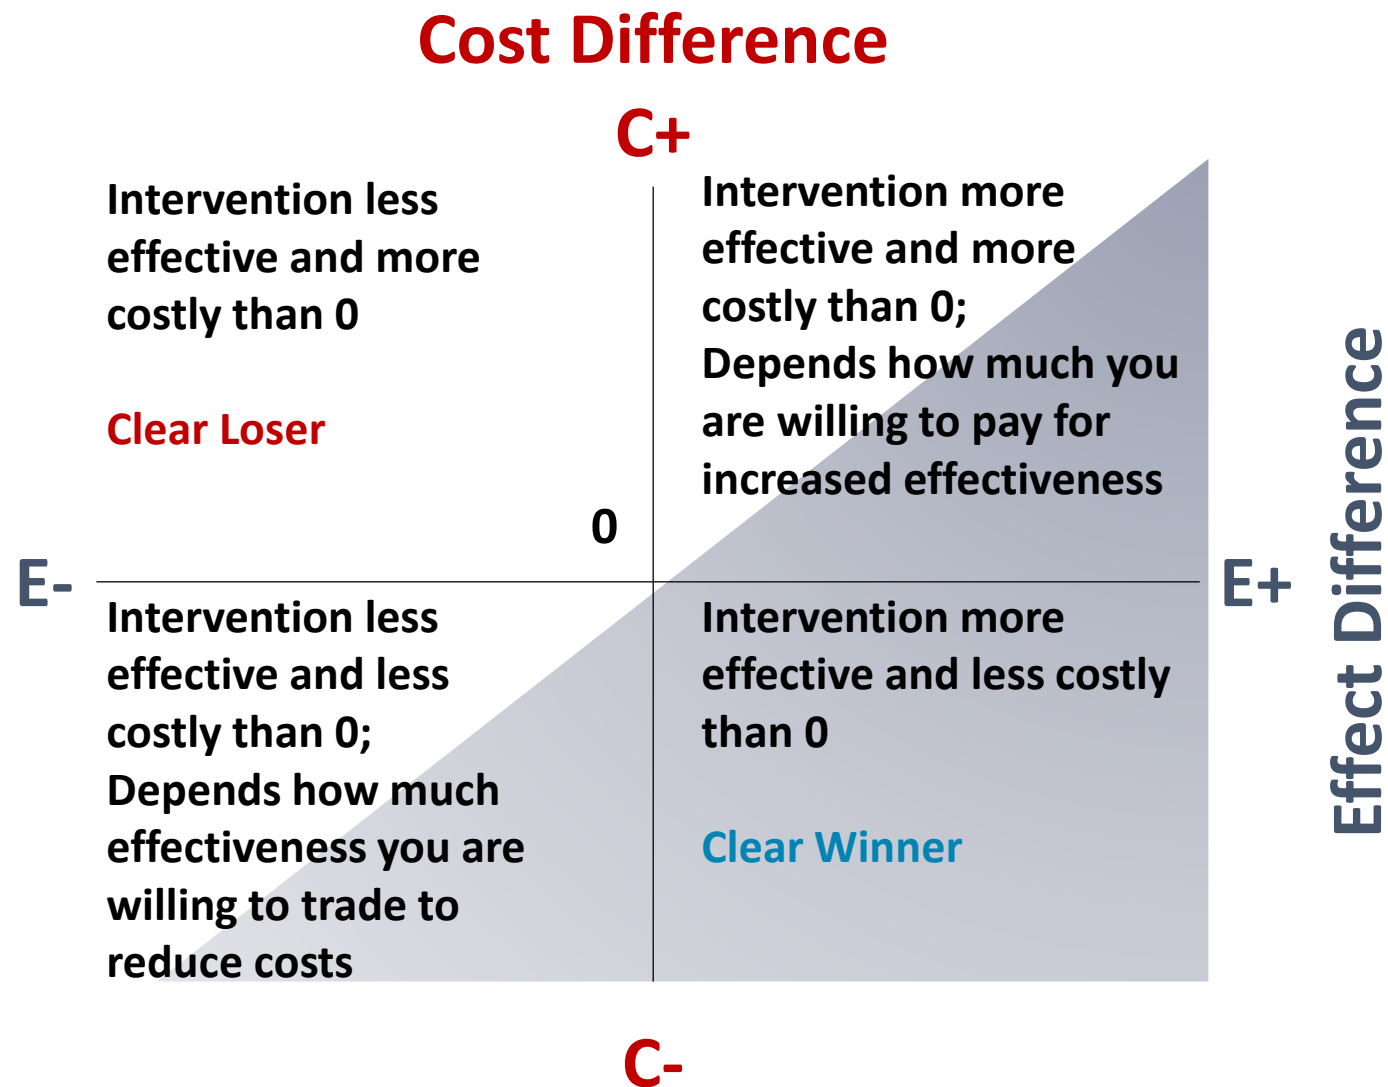 Cost Difference
C+
Intervention less
effective and more
costly than 0
Clear Loser
Intervention more
effective and more
costly than 0;
Depends how much you
are willing to pay for
increased effectiveness
0
E-
E+
Effect Difference
Intervention less
effective and less
costly than 0;
Depends how much
effectiveness you are
willing to trade to
reduce costs
Intervention more
effective and less costly
than 0
Clear Winner
C-